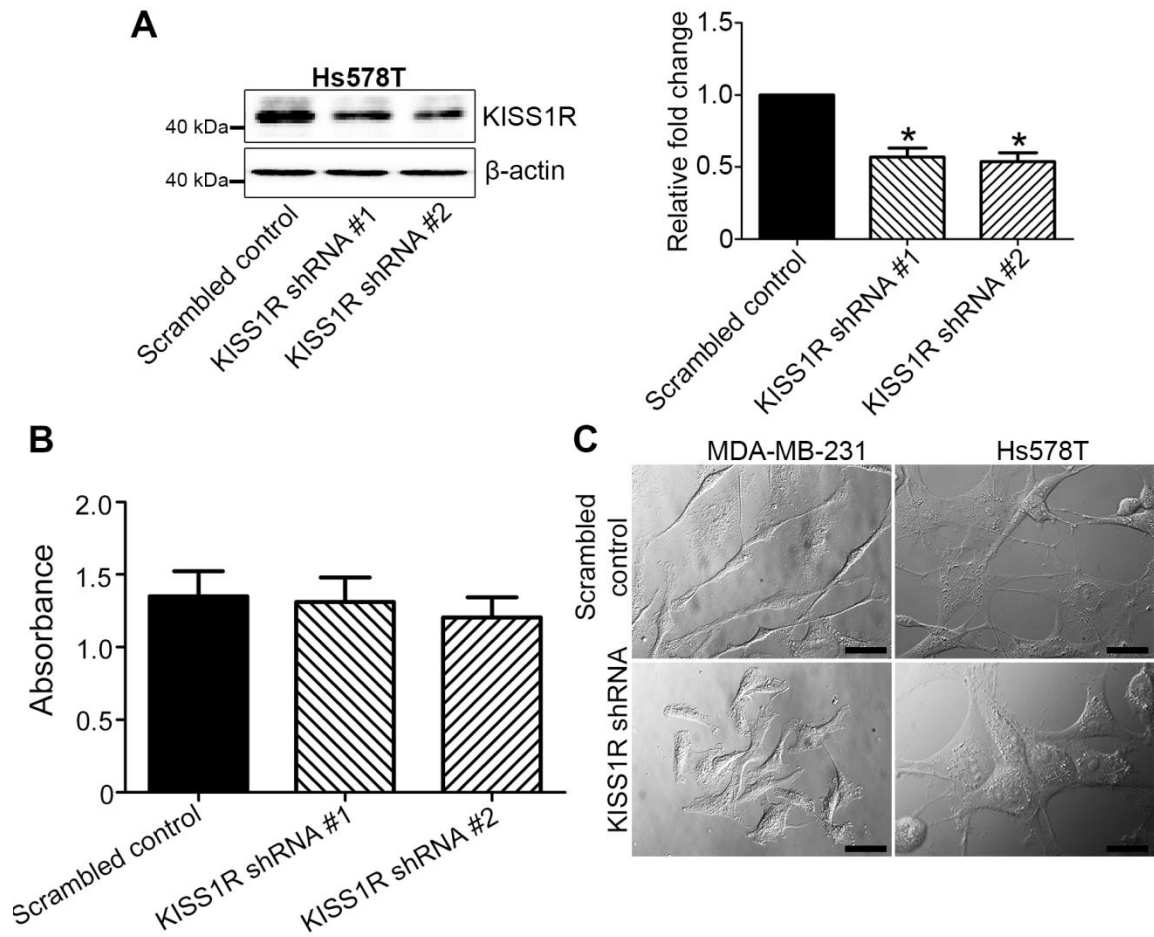 A
Hs578T
40 kDa
KISS1R
40 kDa
β-actin
Scrambled control
KISS1R shRNA #1
KISS1R shRNA #2
Relative fold change
1.5
1.0
0.5
0
*
*
Scrambled control
KISS1R shRNA #1
KISS1R shRNA #2
B
Absorbance
2.0
1.5
1.0
0.5
0
Scrambled control
KISS1R shRNA #1
KISS1R shRNA #2
C
MDA-MB-231
Hs578T
Scrambled
control
KISS1R shRNA